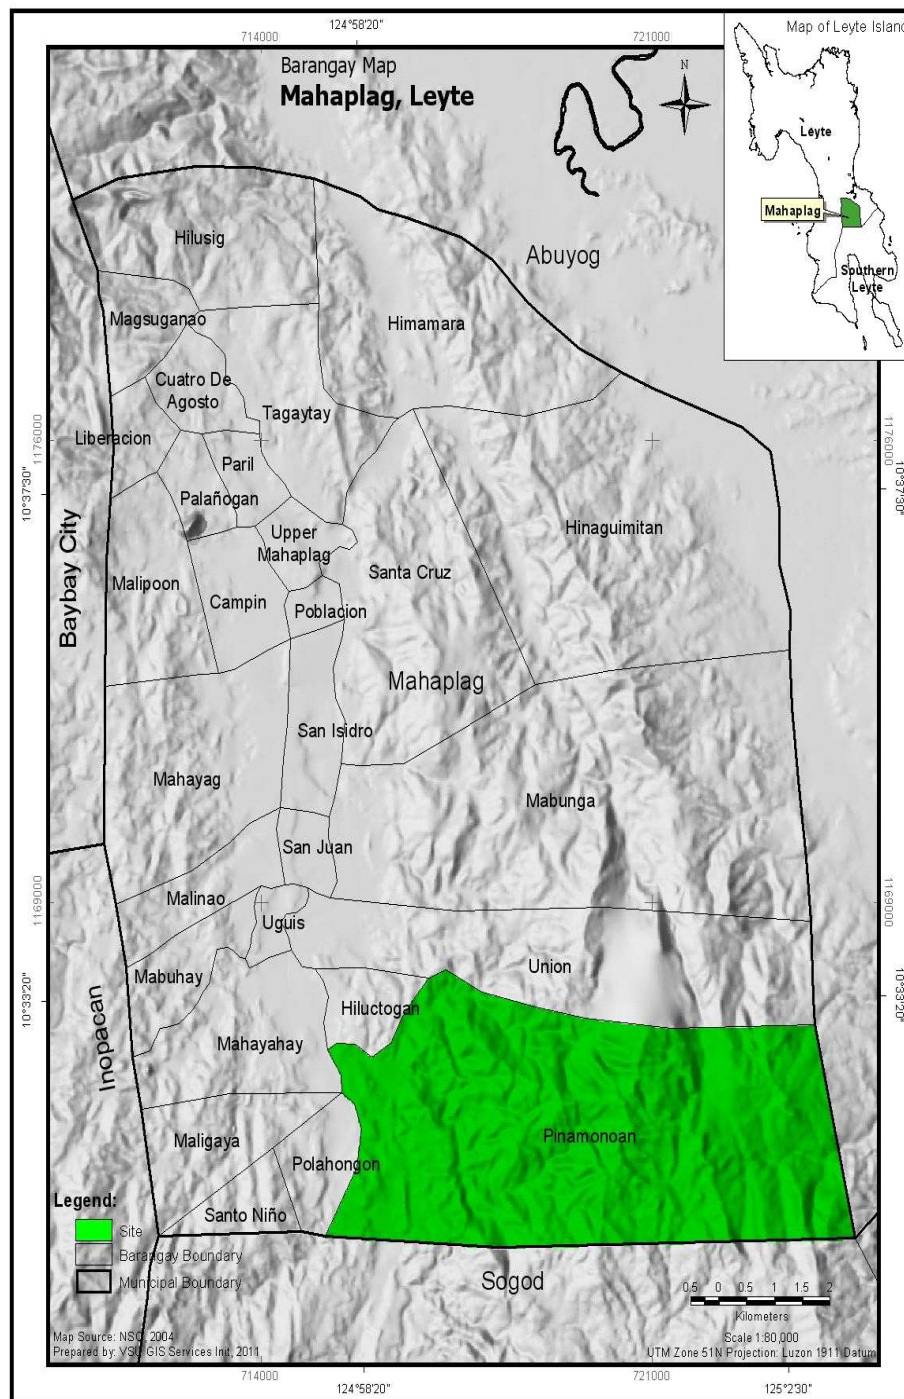 124°58'20"
714000
721000
Barangay Map
Mahaplag, Leyte
N
Map of Leyte Island
Leyte
Mahaplag
Southern
Leyte
Abuyog
Hilusig
Magsuganao
Himamara
Cuatro De
Agosto
Tagaytay
Liberacion
1176000
1176000
Paril
10°37'30"
10°37'30"
Palañogan
Hinaguimitan
Upper
Mahaplag
Santa Cruz
Baybay City
Malipoon
Campin
Poblacion
Mahaplag
San Isidro
Mahayag
Mabunga
San Juan
Malinao
1169000
1169000
Uguis
Union
Mabuhay
10°33'20"
10°33'20"
Hiluctogan
Inopacan
Mahayahay
Pinamonoan
Maligaya
Polahongon
Legend:
Site
Barangay Boundary
Municipal Boundary
Santo Niño
Sogod
0.5 0 0.5 1 1.5 2
Kilometers
Map Source: NSO, 2004
Scale 1:80,000
Prepared by: VSU GIS Services Init, 2011
UTM Zone 51N Projection: Luzon 1911 Datum
714000
721000
124°58'20"
125°2'30"